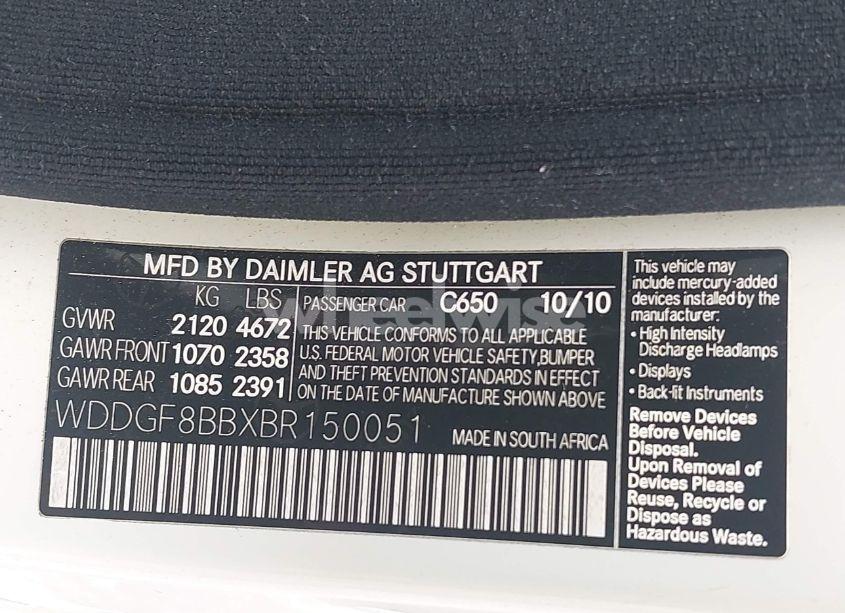 MFD BY DAIMLER AG STUTTGART
KG LBS
GVWR 2120 4672
GAWR FRONT 1070 2358
GAWR REAR 1085 2391
PASSENGER CAR C650 10/10
THIS VEHICLE CONFORMS TO ALL APPLICABLE
U.S. FEDERAL MOTOR VEHICLE SAFETY, BUMPER
AND THEFT PREVENTION STANDARDS IN EFFECT
ON THE DATE OF MANUFACTURE SHOWN ABOVE
WDDGF8BBXBR150051
MADE IN SOUTH AFRICA
This vehicle may
include mercury-added
devices installed by the
manufacturer:
• High Intensity
Discharge Headlamps
• Displays
• Back-lit Instruments
Remove Devices
Before Vehicle
Disposal.
Upon Removal of
Devices Please
Reuse, Recycle or
Dispose as
Hazardous Waste.
wheelwise